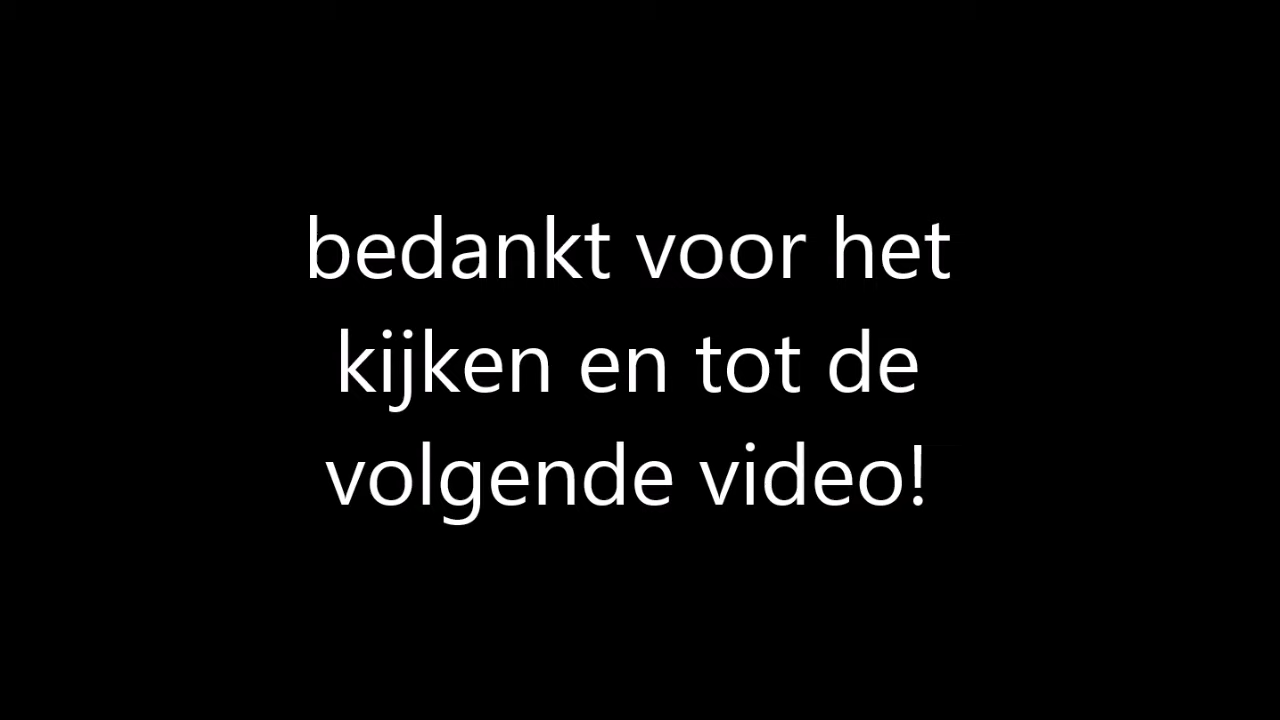 bedankt voor het
kijken en tot de
volgende video!